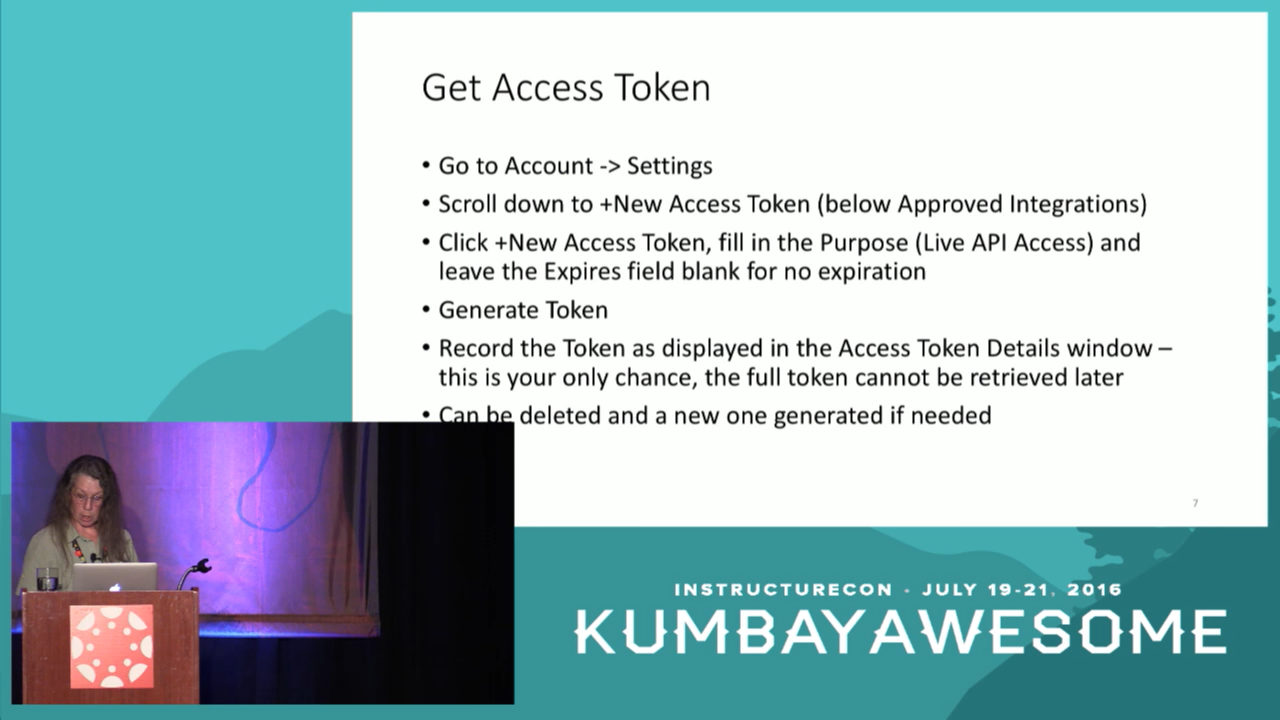 Get Access Token
• Go to Account -> Settings
• Scroll down to +New Access Token (below Approved Integrations)
• Click +New Access Token, fill in the Purpose (Live API Access) and
leave the Expires field blank for no expiration
• Generate Token
• Record the Token as displayed in the Access Token Details window –
this is your only chance, the full token cannot be retrieved later
• Can be deleted and a new one generated if needed
7
INSTRUCTURECON • JULY 19-21, 2016
KUMBAYAWESOME